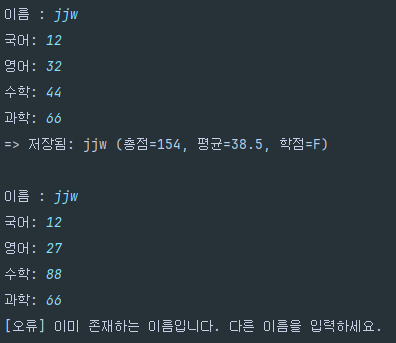 이름 : jjw
국어: 12
영어: 32
수학: 44
과학: 66
=> 저장됨: jjw (총점=154, 평균=38.5, 학점=F)
이름 : jjw
국어: 12
영어: 27
수학: 88
과학: 66
[오류] 이미 존재하는 이름입니다. 다른 이름을 입력하세요.